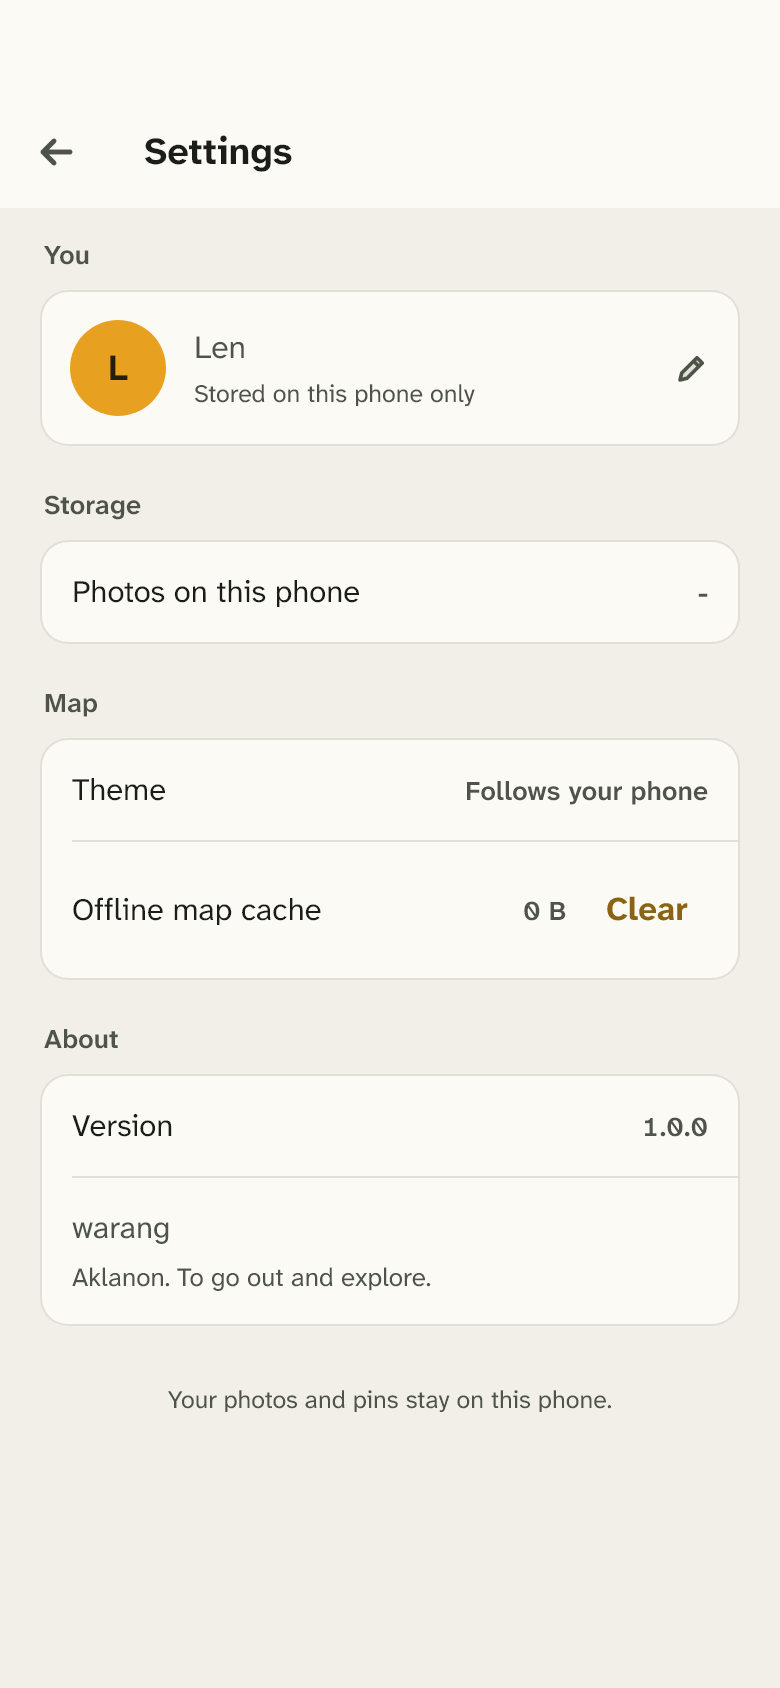 Settings
You
L
Len
Stored on this phone only
Storage
Photos on this phone -
Map
Theme Follows your phone
Offline map cache 0 B Clear
About
Version 1.0.0
warang
Aklanon. To go out and explore.
Your photos and pins stay on this phone.